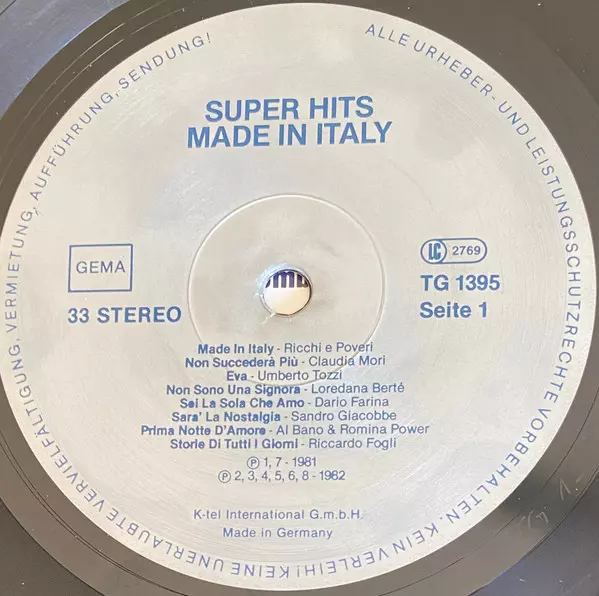 SUPER HITS
MADE IN ITALY
GEMA
33 STEREO
LC 2769
TG 1395
Seite 1
Made In Italy - Ricchi e Poveri
Non Succederà Più - Claudia Mori
Eva - Umberto Tozzi
Non Sono Una Signora - Loredana Berté
Sei La Sola Che Amo - Dario Farina
Sara' La Nostalgia - Sandro Giacobbe
Prima Notte D'Amore - Al Bano & Romina Power
Storie Di Tutti I Giorni - Riccardo Fogli
Ⓟ 1, 7 - 1981
Ⓟ 2, 3, 4, 5, 6, 8 - 1982
K-tel International G.m.b.H.
Made in Germany
ALLE URHEBER- UND LEISTUNGSSCHUTZRECHTE VORBEHALTEN. KEIN VERLEIH! KEINE UNERLAUBTE VERVIELFÄLTIGUNG, VERMIETUNG, AUFFÜHRUNG, SENDUNG!